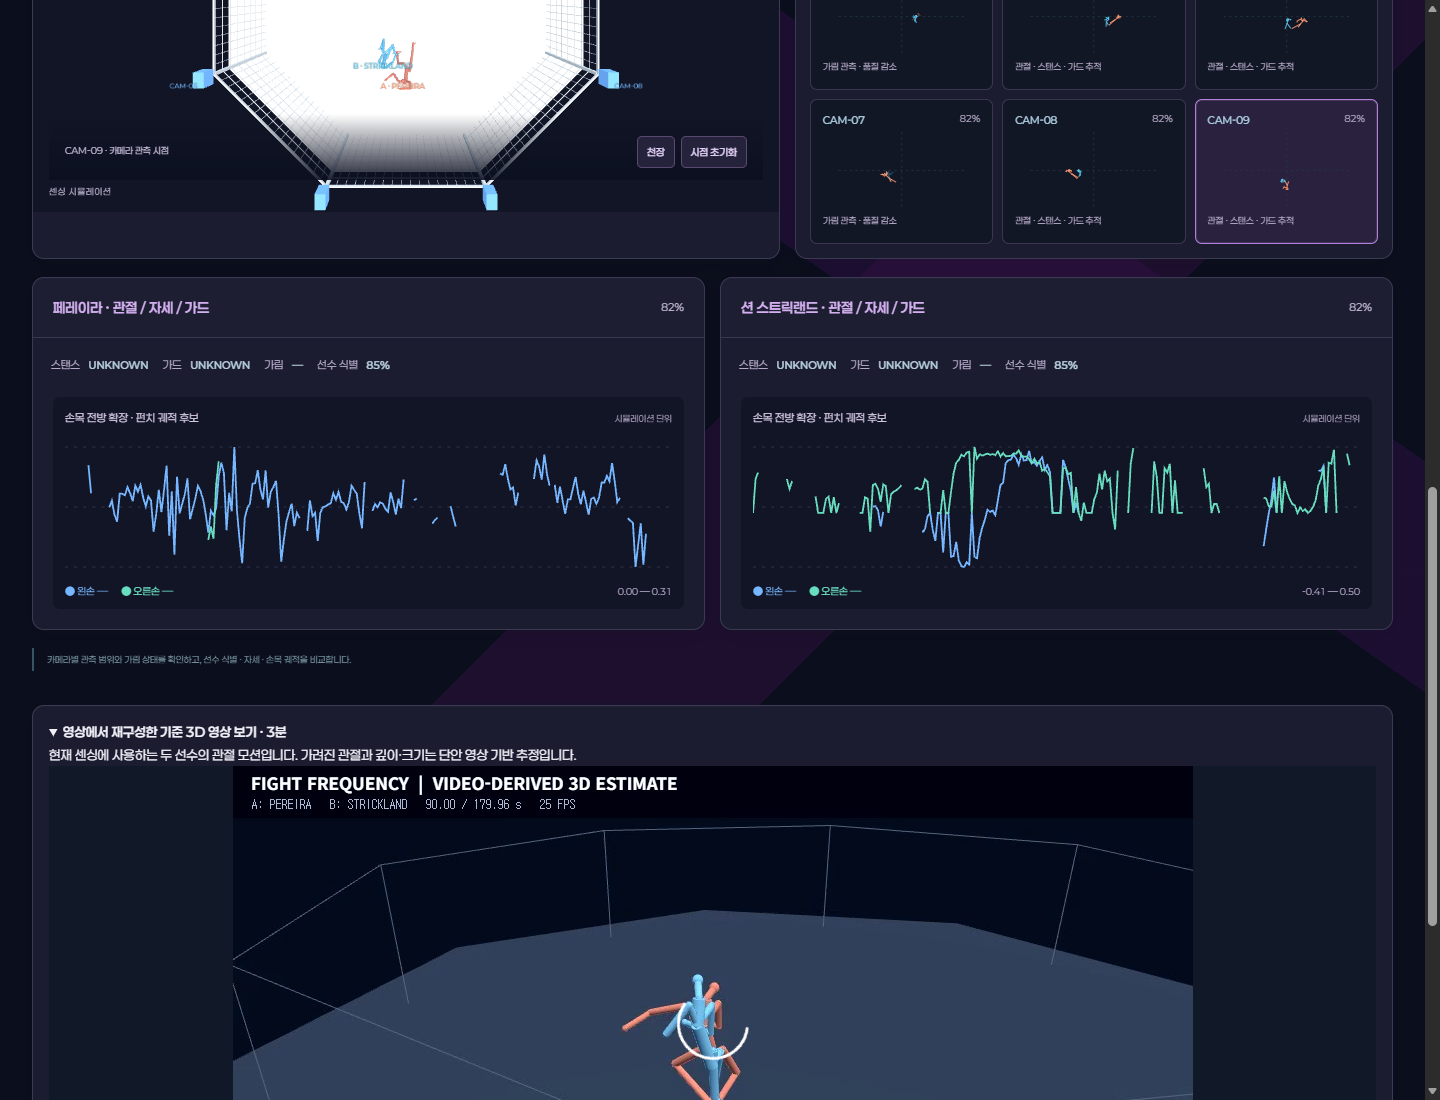 B · STRICKLAND
A · PEREIRA
CAM-08
CAM-09 · 카메라 관측 시점
천장
시점 초기화
센싱 시뮬레이션
가림 관측 · 품질 감소
관절 · 스탠스 · 가드 추적
관절 · 스탠스 · 가드 추적
CAM-07 82%
CAM-08 82%
CAM-09 82%
가림 관측 · 품질 감소
관절 · 스탠스 · 가드 추적
관절 · 스탠스 · 가드 추적
페레이라 · 관절 / 자세 / 가드 82%
스탠스 UNKNOWN 가드 UNKNOWN 가림 — 선수 식별 85%
손목 전방 확장 · 펀치 궤적 후보 시뮬레이션 단위
왼손 — 오른손 — 0.00 — 0.31
션 스트릭랜드 · 관절 / 자세 / 가드 82%
스탠스 UNKNOWN 가드 UNKNOWN 가림 — 선수 식별 85%
손목 전방 확장 · 펀치 궤적 후보 시뮬레이션 단위
왼손 — 오른손 — -0.41 — 0.50
카메라별 관측 범위와 가림 상태를 확인하고, 선수 식별 · 자세 · 손목 궤적을 비교합니다.
▼ 영상에서 재구성한 기준 3D 영상 보기 · 3분
현재 센싱에 사용하는 두 선수의 관절 모션입니다. 가려진 관절과 깊이·크기는 단안 영상 기반 추정입니다.
FIGHT FREQUENCY | VIDEO-DERIVED 3D ESTIMATE
A: PEREIRA B: STRICKLAND 90.00 / 179.96 s 25 FPS